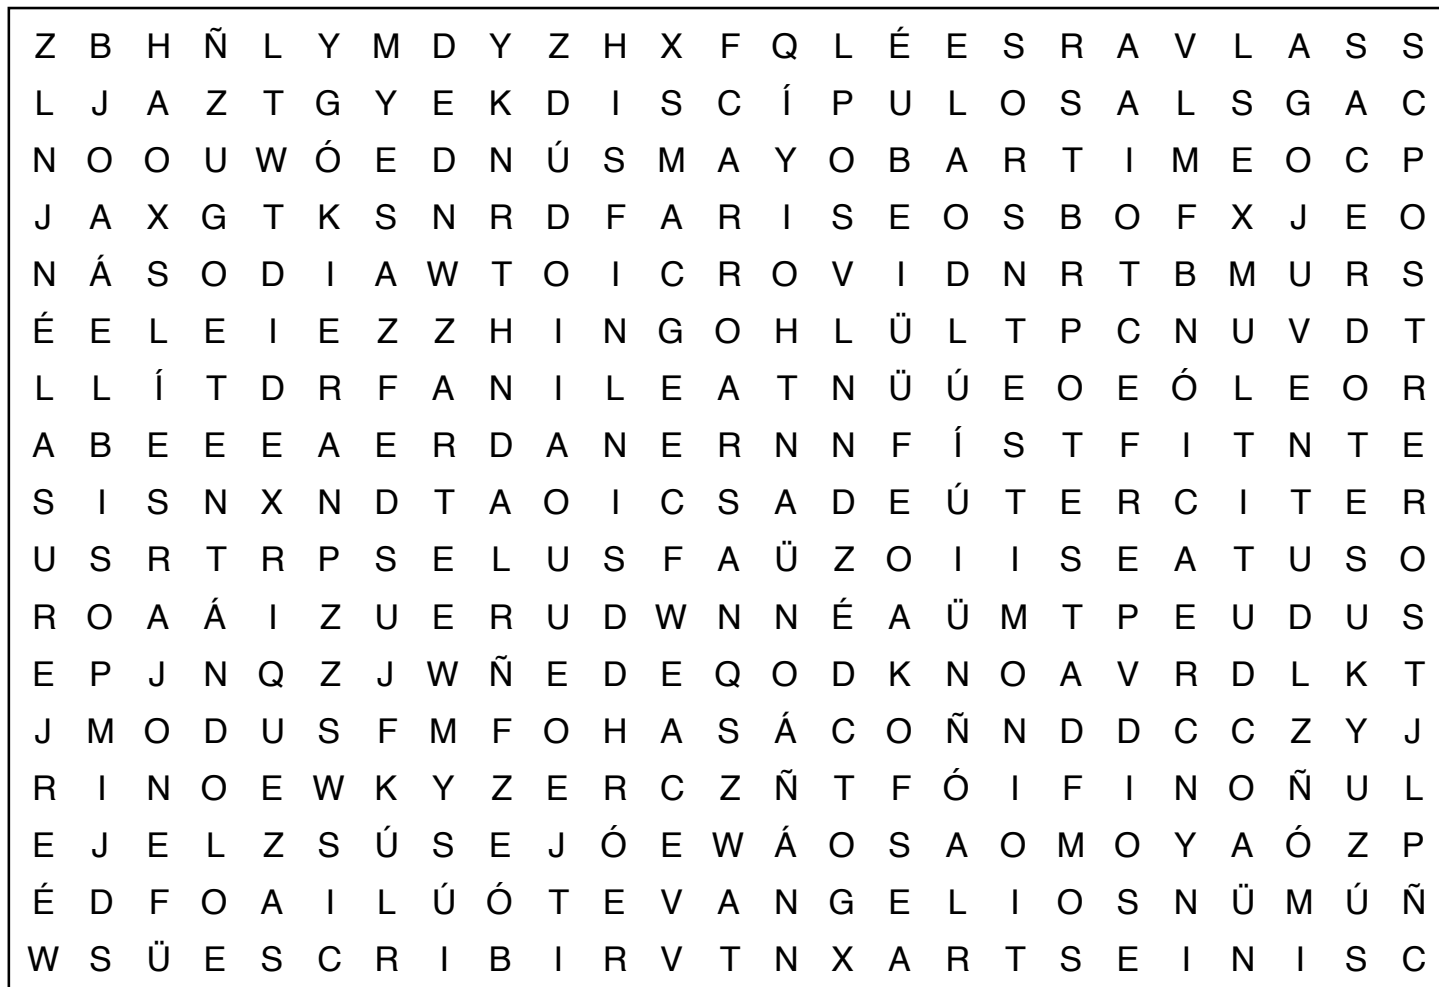 Z B H Ñ L Y M D Y Z H X F Q L É E S R A V L A S S
L J A Z T G Y E K D I S C Í P U L O S A L S G A C
N O O U W Ó E D N Ú S M A Y O B A R T I M E O C P
J A X G T K S N R D F A R I S E O S B O F X J E O
N Á S O D I A W T O I C R O V I D N R T B M U R S
É E L E I E Z Z H I N G O H L Ü L T P C N U V D T
L L Í T D R F A N I L E A T N Ü Ú E O E Ó L E O R
A B E E E A E R D A N E R N N F Í S T F I T N T E
S I S N X N D T A O I C S A D E Ú T E R C I T E R
U S R T R P S E L U S F A Ü Z O I I S E A T U S O
R O A Á I Z U E R U D W N N É A Ü M T P E U D U S
E P J N Q Z J W Ñ E D E Q O D K N O A V R D L K T
J M O D U S F M F O H A S Á C O Ñ N D D C C Z Y J
R I N O E W K Y Z E R C Z Ñ T F Ó I F I N O Ñ U L
E J E L Z S Ú S E J Ó E W Á O S A O M O Y A Ó Z P
É D F O A I L Ú Ó T E V A N G E L I O S N Ü M Ú Ñ
W S Ü E S C R I B I R V T N X A R T S E I N I S C